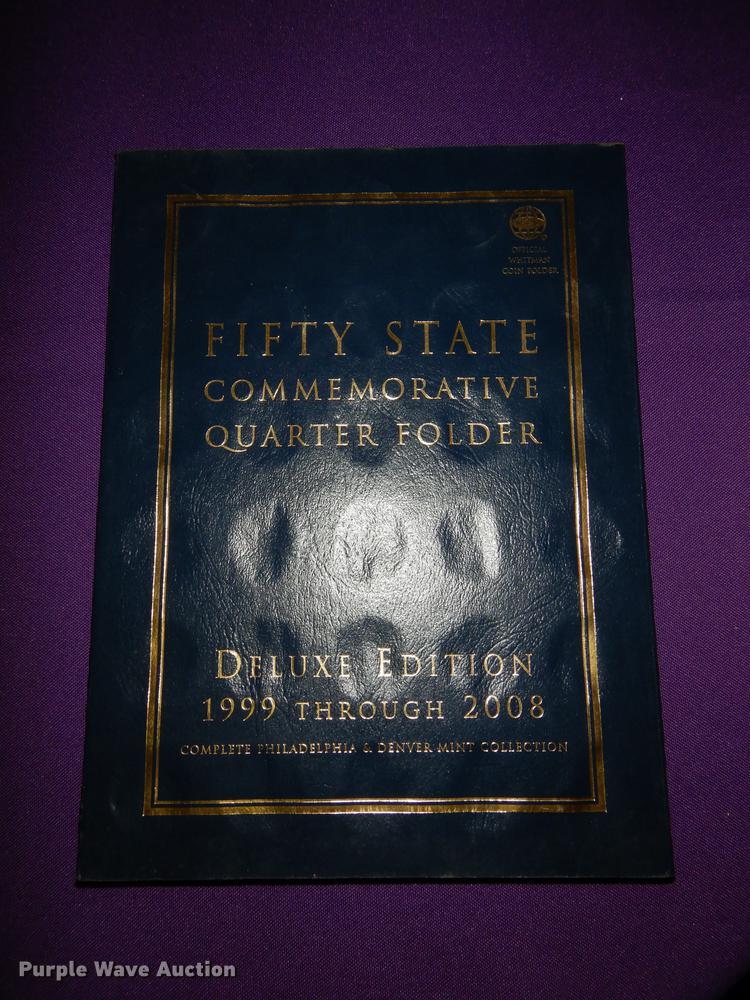 OFFICIAL
WHITMAN
COIN FOLDER
FIFTY STATE
COMMEMORATIVE
QUARTER FOLDER
DELUXE EDITION
1999 THROUGH 2008
COMPLETE PHILADELPHIA & DENVER MINT COLLECTION
Purple Wave Auction